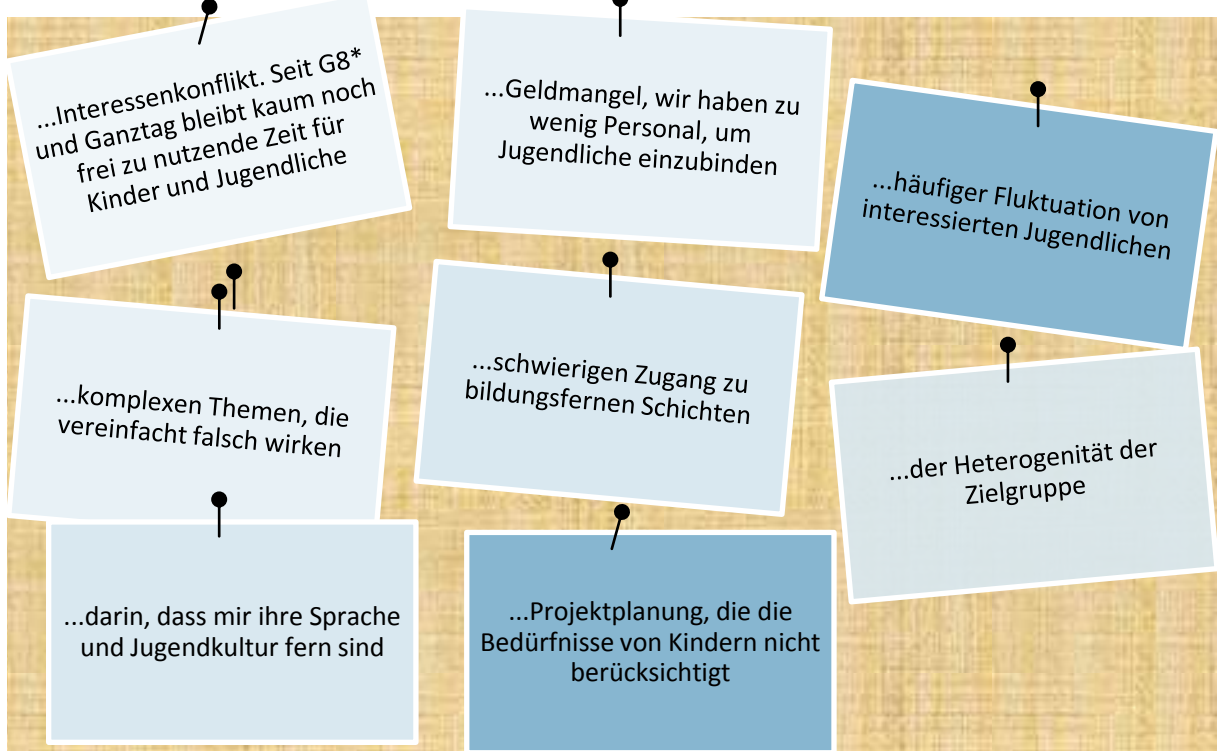 ...Interessenkonflikt. Seit G8*
und Ganztag bleibt kaum noch
frei zu nutzende Zeit für
Kinder und Jugendliche
...Geldmangel, wir haben zu
wenig Personal, um
Jugendliche einzubinden
...häufiger Fluktuation von
interessierten Jugendlichen
...komplexen Themen, die
vereinfacht falsch wirken
...schwierigen Zugang zu
bildungsfernen Schichten
...der Heterogenität der
Zielgruppe
...darin, dass mir ihre Sprache
und Jugendkultur fern sind
...Projektplanung, die die
Bedürfnisse von Kindern nicht
berücksichtigt